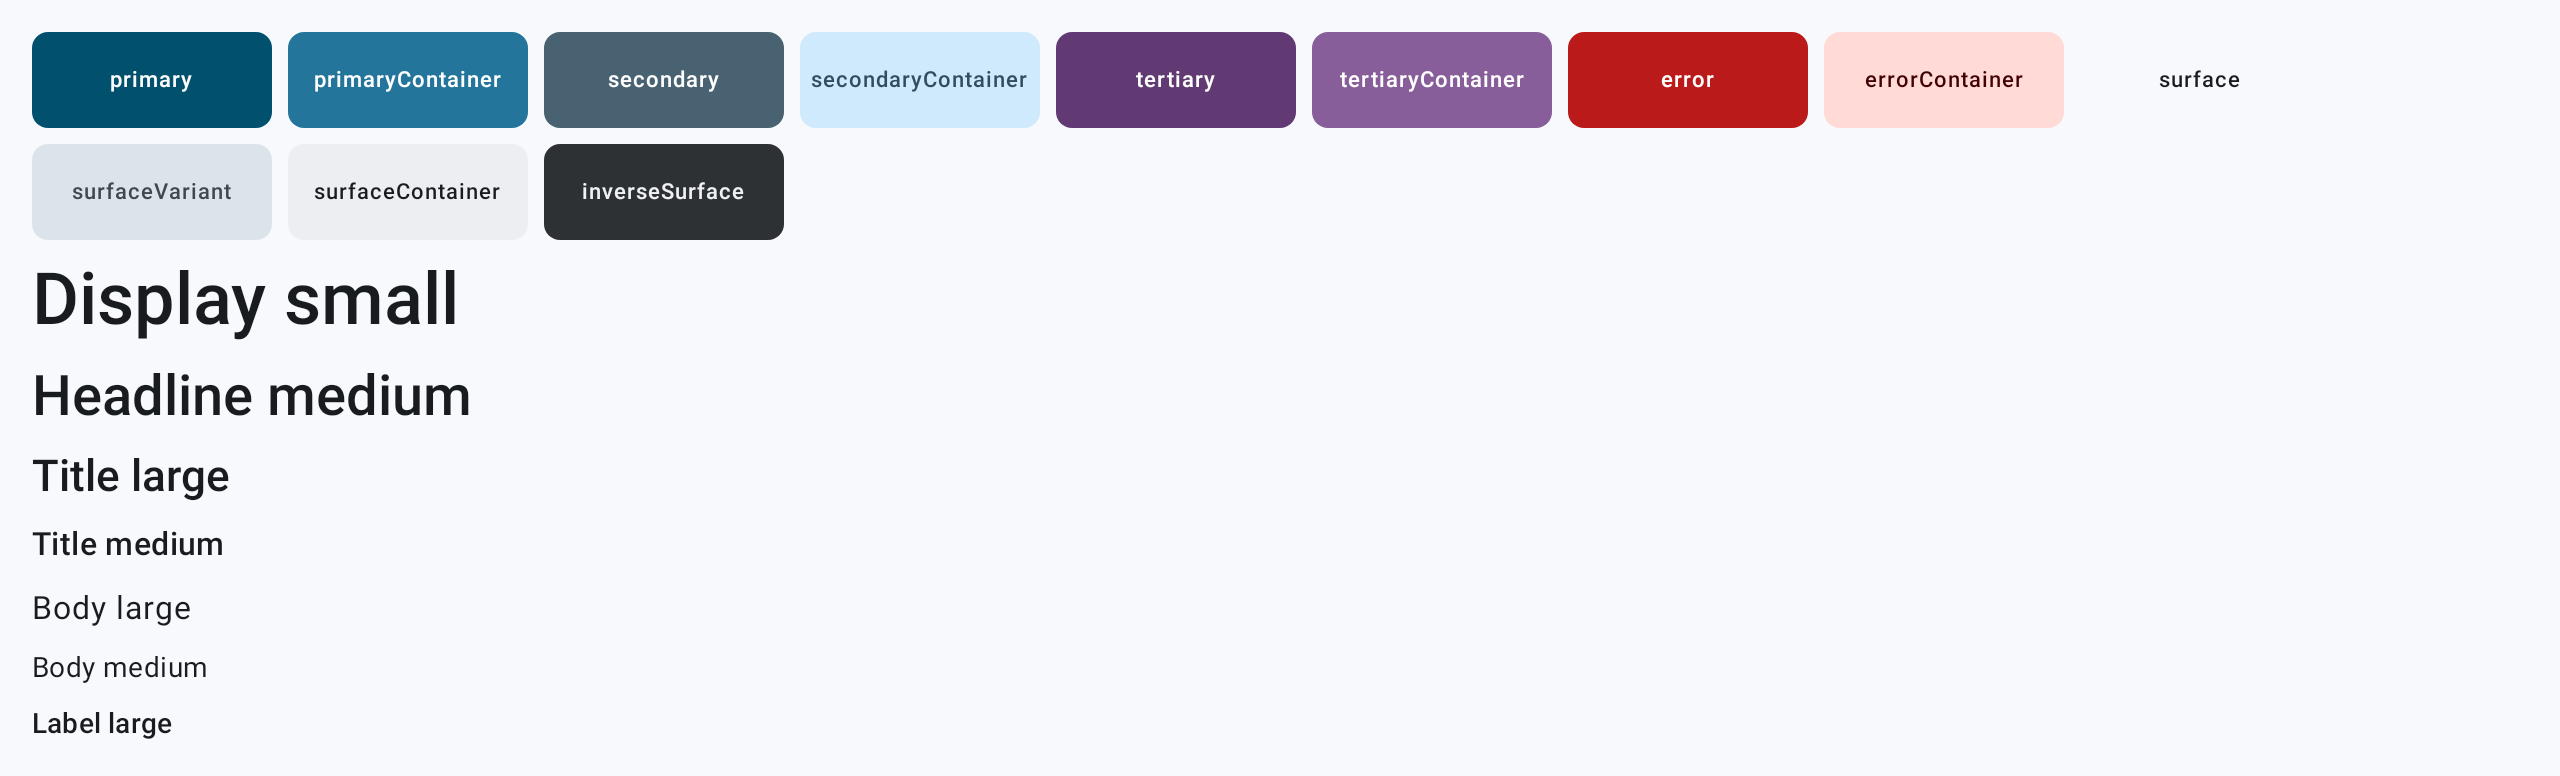 primary primaryContainer secondary secondaryContainer tertiary tertiaryContainer error errorContainer surface
surfaceVariant surfaceContainer inverseSurface
Display small
Headline medium
Title large
Title medium
Body large
Body medium
Label large